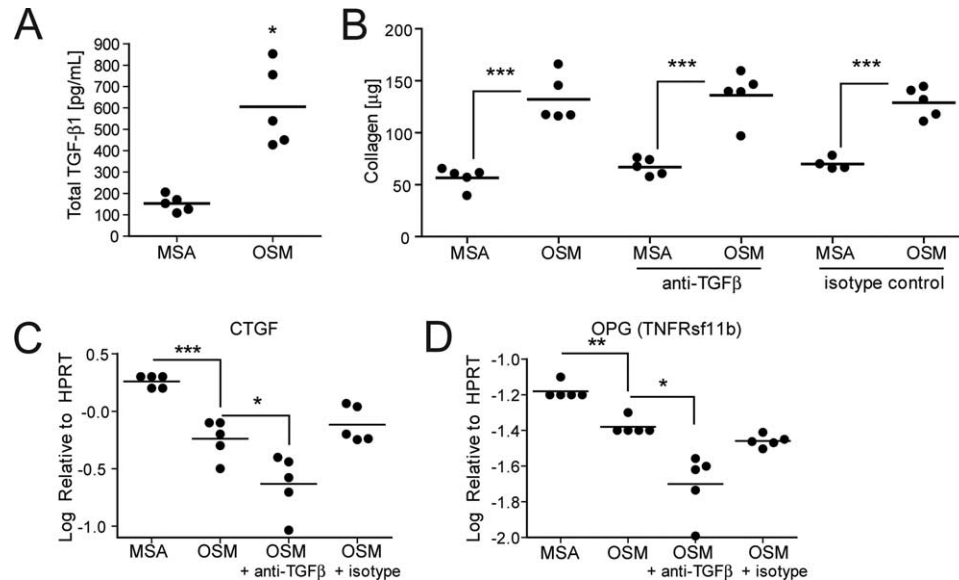 A
Total TGF-β1 [pg/mL]
900
800
700
600
500
400
300
200
100
0
*
MSA OSM
B
Collagen [µg]
200
150
100
50
0
*** *** ***
MSA OSM MSA OSM MSA OSM
anti-TGFβ isotype control
C
CTGF
Log Relative to HPRT
0.5
-0.0
-0.5
-1.0
***
*
MSA OSM OSM OSM
+ anti-TGFβ + isotype
D
OPG (TNFRsf11b)
Log Relative to HPRT
-1.0
-1.2
-1.4
-1.6
-1.8
-2.0
**
*
MSA OSM OSM OSM
+ anti-TGFβ + isotype